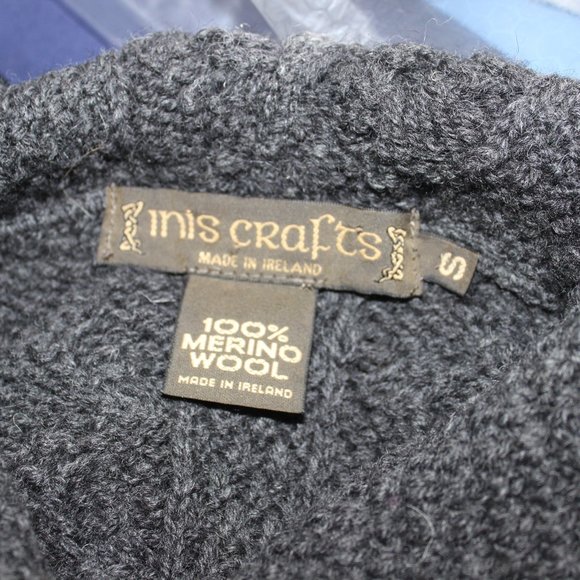 INIS CRAFTS
MADE IN IRELAND
S
100%
MERINO
WOOL
MADE IN IRELAND